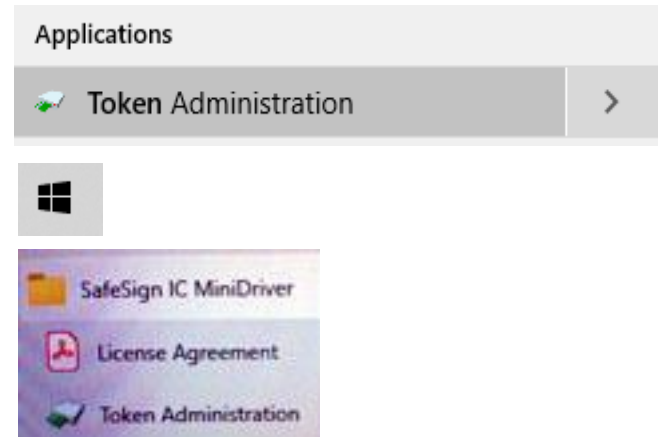 Applications
Token Administration
SafeSign IC MiniDriver
License Agreement
Token Administration